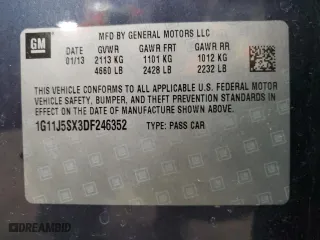 MFD BY GENERAL MOTORS LLC
GM
DATE GVWR GAWR FRT GAWR RR
01/13 2113 KG 1101 KG 1012 KG
4660 LB 2428 LB 2232 LB
THIS VEHICLE CONFORMS TO ALL APPLICABLE U.S. FEDERAL MOTOR
VEHICLE SAFETY, BUMPER, AND THEFT PREVENTION STANDARDS IN
EFFECT ON THE DATE OF MANUFACTURE SHOWN ABOVE.
1G11J5SX3DF246352 TYPE: PASS CAR
DREAMBID